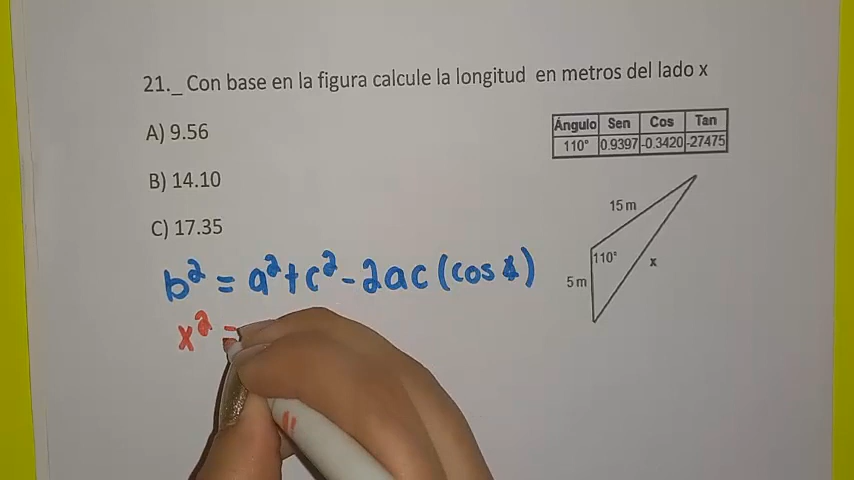 21._ Con base en la figura calcule la longitud en metros del lado x
A) 9.56
B) 14.10
C) 17.35
Ángulo Sen Cos Tan
110° 0.9397 -0.3420 -27475
15 m
110°
x
5 m
b² = a² + c² - 2ac (cos ∡)
x² =